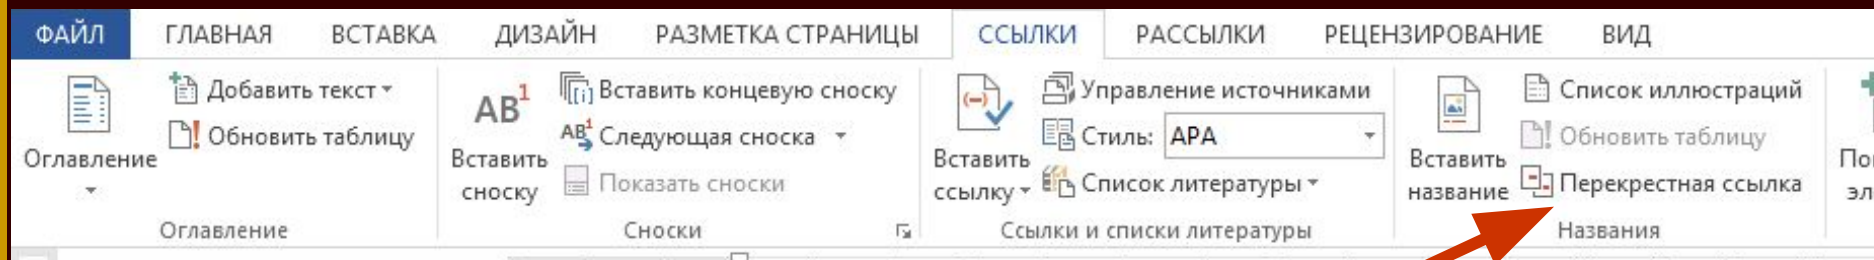 ФАЙЛ ГЛАВНАЯ ВСТАВКА ДИЗАЙН РАЗМЕТКА СТРАНИЦЫ ССЫЛКИ РАССЫЛКИ РЕЦЕНЗИРОВАНИЕ ВИД
Оглавление
Добавить текст
Обновить таблицу
Оглавление
AB1
Вставить
сноску
[i] Вставить концевую сноску
AB1 Следующая сноска
Показать сноски
Сноски
Вставить
ссылку
Управление источниками
Стиль: APA
Список литературы
Ссылки и списки литературы
Вставить
название
Список иллюстраций
Обновить таблицу
Перекрестная ссылка
Названия